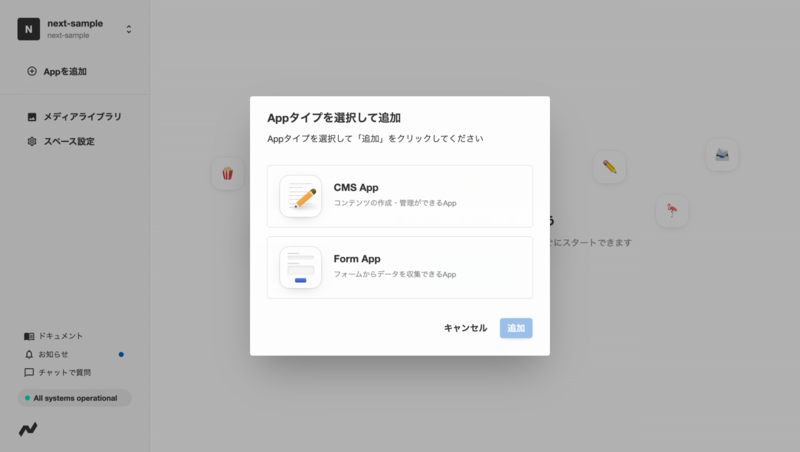 N
next-sample
next-sample
Appを追加
メディアライブラリ
スペース設定
Appタイプを選択して追加
Appタイプを選択して「追加」をクリックしてください
CMS App
コンテンツの作成・管理ができるApp
Form App
フォームからデータを収集できるApp
キャンセル
追加
る
にスタートできます
ドキュメント
お知らせ
チャットで質問
All systems operational